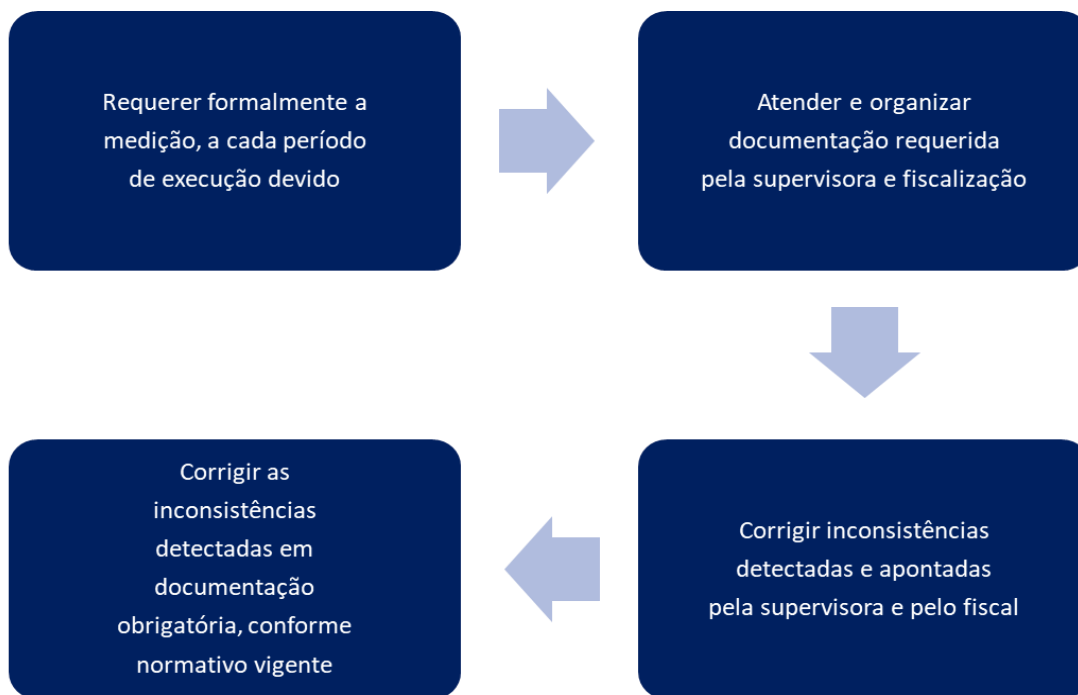 Requerer formalmente a
medição, a cada período
de execução devido
Atender e organizar
documentação requerida
pela supervisora e fiscalização
Corrigir inconsistências
detectadas e apontadas
pela supervisora e pelo fiscal
Corrigir as
inconsistências
detectadas em
documentação
obrigatória, conforme
normativo vigente